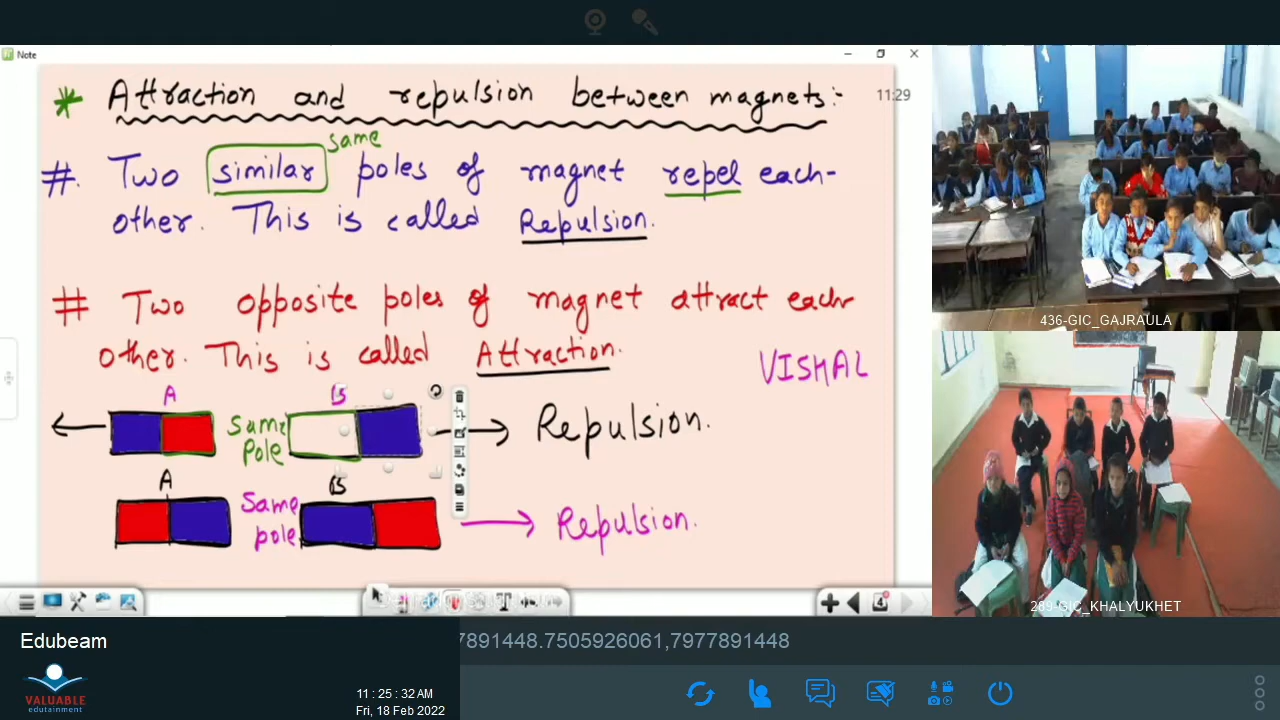 Note
* Attraction and repulsion between magnets:-
11:29
same
#. Two similar poles of magnet repel each-
other. This is called Repulsion.
# Two opposite poles of magnet attract each
other. This is called Attraction.
VISHAL
A B
Same Pole
Repulsion.
A B
Same pole
Repulsion.
4
436-GIC_GAJRAULA
289-GIC_KHALYUKHET
Edubeam
7891448.7505926061,7977891448
VALUABLE
edutainment
11 : 25 : 32 AM
Fri, 18 Feb 2022